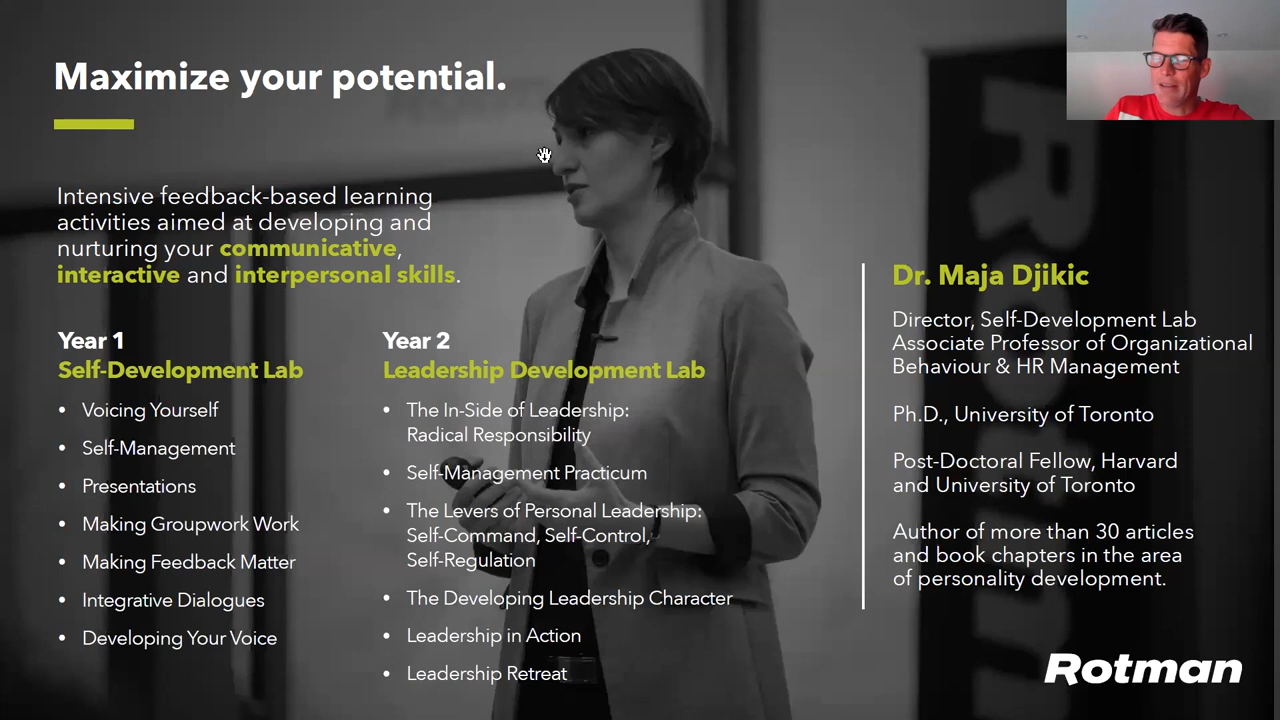 Maximize your potential.
Intensive feedback-based learning
activities aimed at developing and
nurturing your communicative,
interactive and interpersonal skills.
Year 1
Self-Development Lab
• Voicing Yourself
• Self-Management
• Presentations
• Making Groupwork Work
• Making Feedback Matter
• Integrative Dialogues
• Developing Your Voice
Year 2
Leadership Development Lab
• The In-Side of Leadership:
Radical Responsibility
• Self-Management Practicum
• The Levers of Personal Leadership:
Self-Command, Self-Control,
Self-Regulation
• The Developing Leadership Character
• Leadership in Action
• Leadership Retreat
Dr. Maja Djikic
Director, Self-Development Lab
Associate Professor of Organizational
Behaviour & HR Management
Ph.D., University of Toronto
Post-Doctoral Fellow, Harvard
and University of Toronto
Author of more than 30 articles
and book chapters in the area
of personality development.
Rotman
Rotman